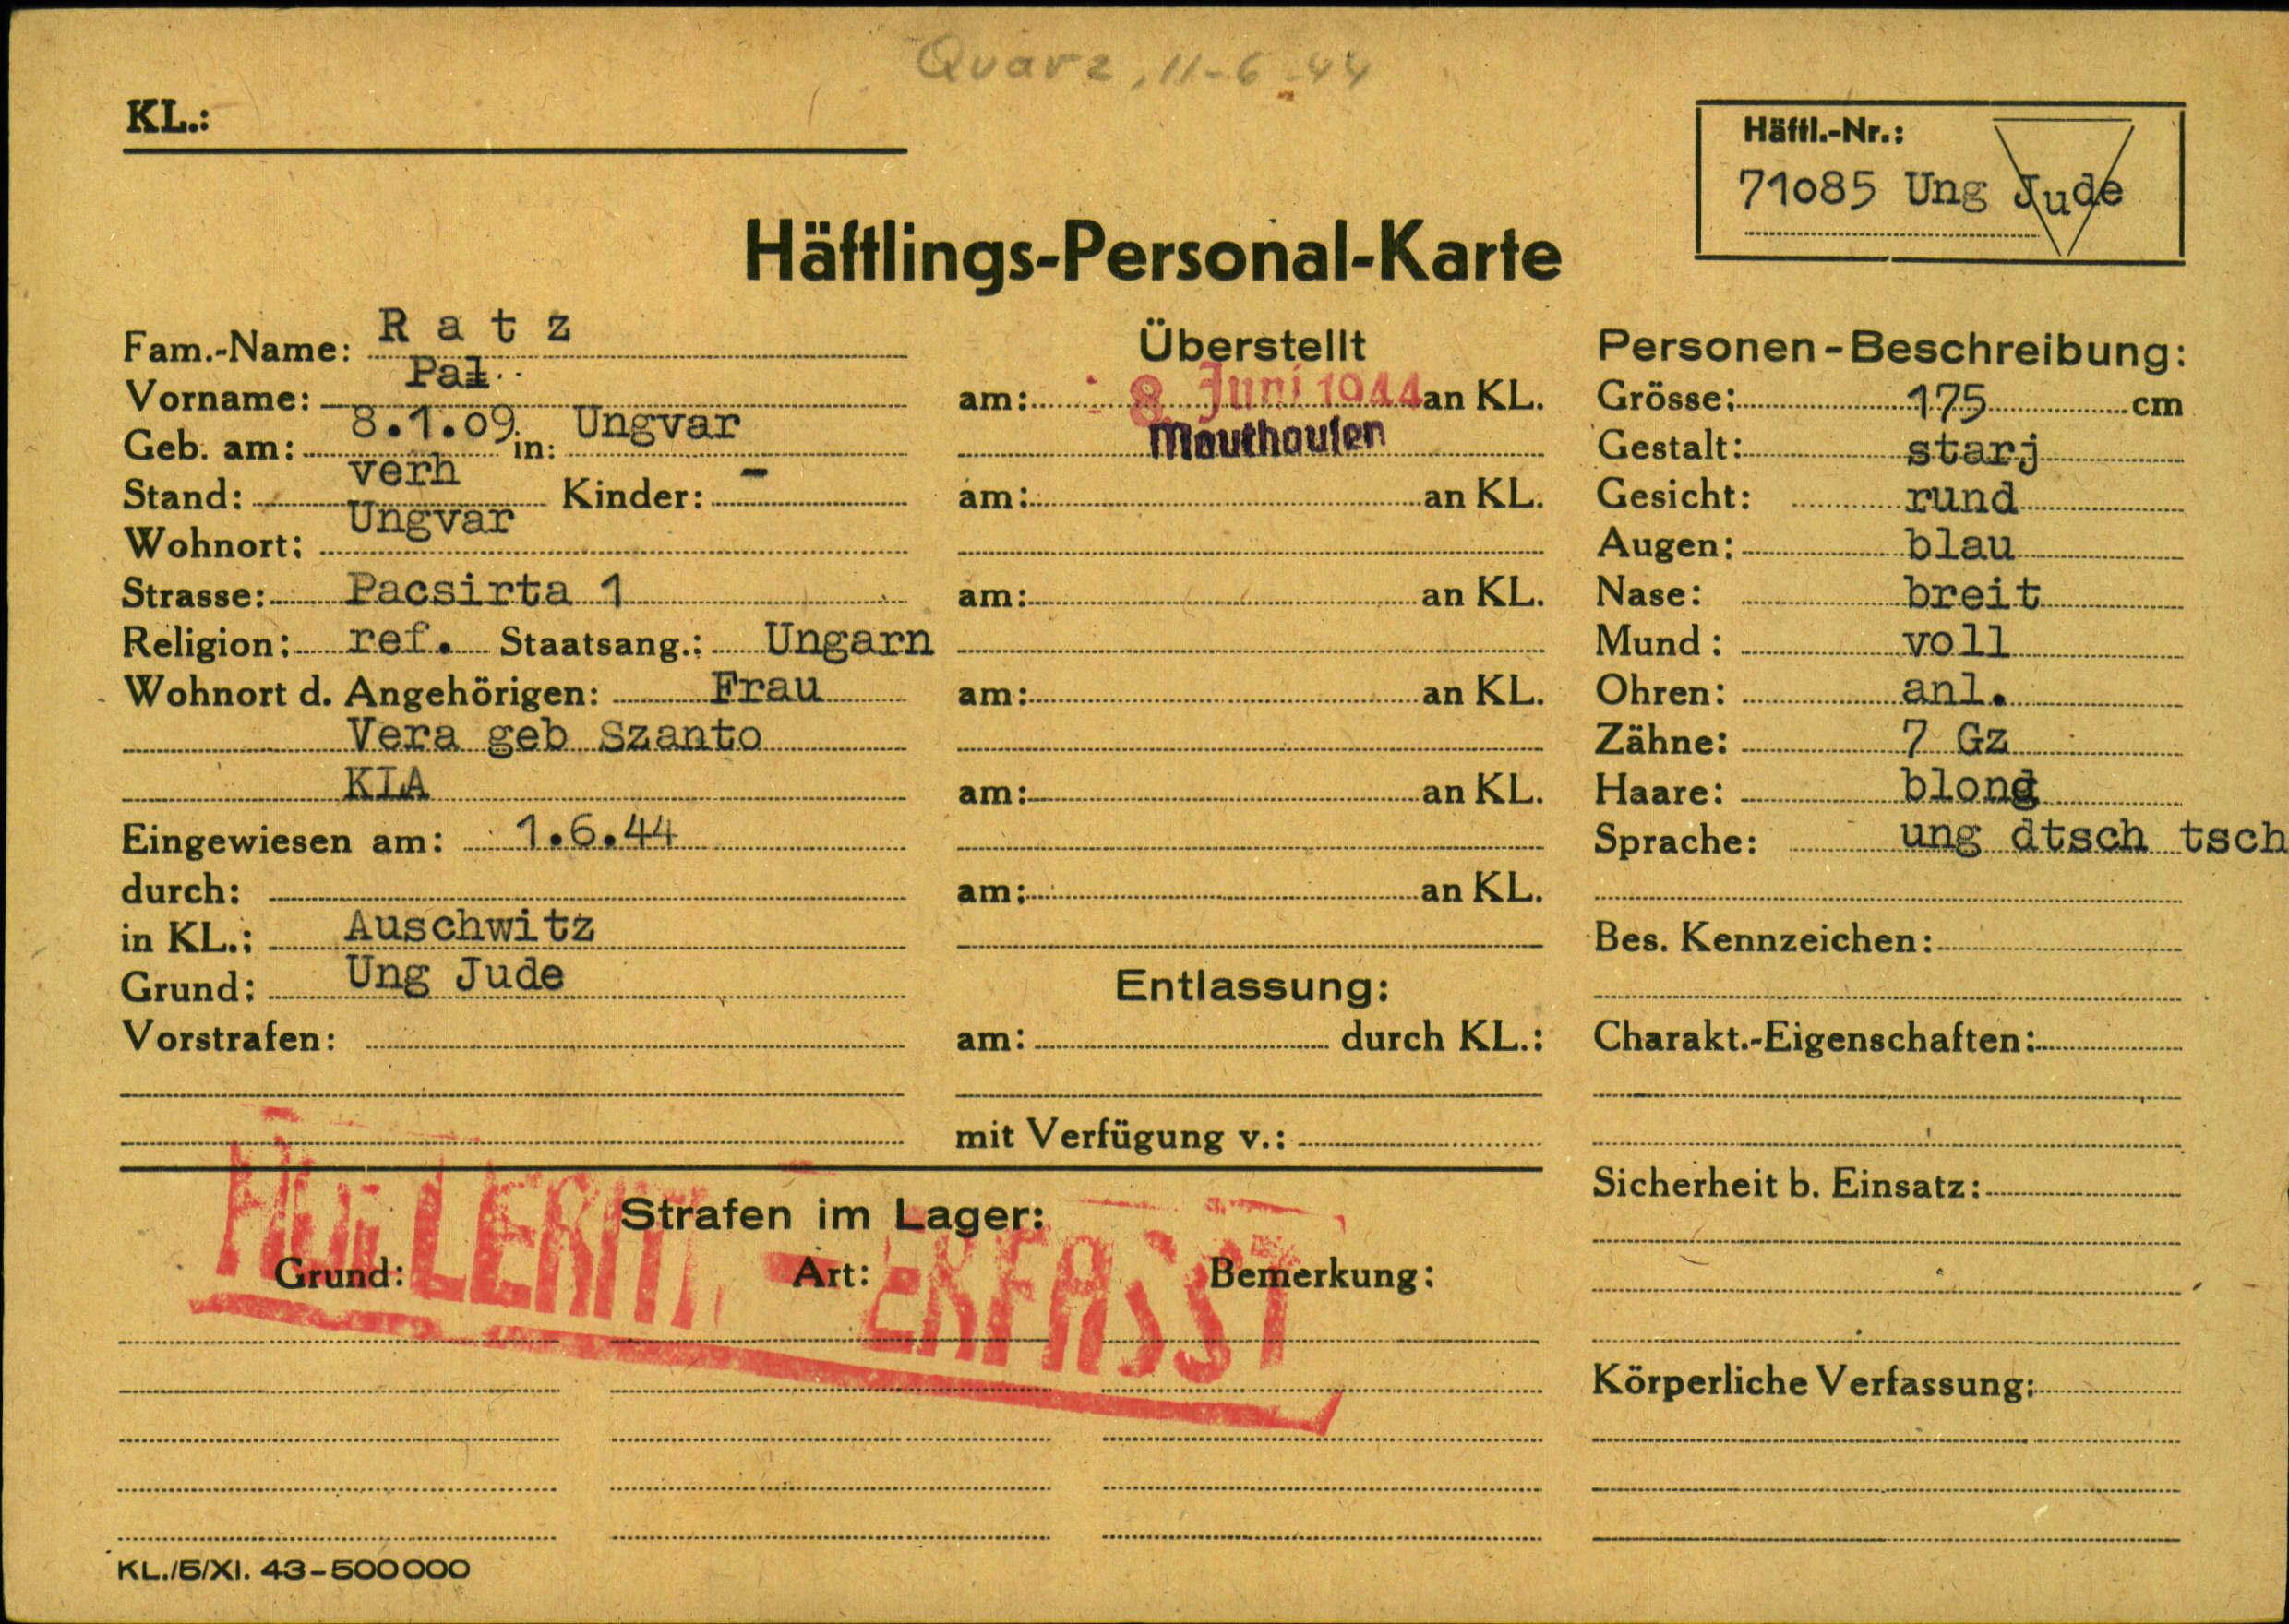 Quarz, 11-6-44
KL.:
Häftl.-Nr.:
71085 Ung Jude
Häftlings-Personal-Karte
Fam.-Name: Ratz
Vorname: Pal
Geb. am: 8.1.09. in: Ungvar
Stand: verh Kinder: -
Wohnort: Ungvar
Strasse: Pacsirta 1
Religion: ref. Staatsang.: Ungarn
Wohnort d. Angehörigen: Frau
Vera geb Szanto
KLA
Eingewiesen am: 1.6.44
durch:
in KL.: Auschwitz
Grund: Ung Jude
Vorstrafen:
Überstellt
am: 8. Juni 1944 an KL.
Mauthausen
am: an KL.
am: an KL.
am: an KL.
am: an KL.
am: an KL.
Entlassung:
am: durch KL.:
mit Verfügung v.:
Personen-Beschreibung:
Grösse: 175 cm
Gestalt: starj
Gesicht: rund
Augen: blau
Nase: breit
Mund: voll
Ohren: anl.
Zähne: 7 Gz
Haare: blond
Sprache: ung dtsch tsch
Bes. Kennzeichen:
Charakt.-Eigenschaften:
Sicherheit b. Einsatz:
Körperliche Verfassung:
Strafen im Lager:
Grund: Art: Bemerkung:
HOLLERITH ERFASST
KL./5/XI. 43-500000